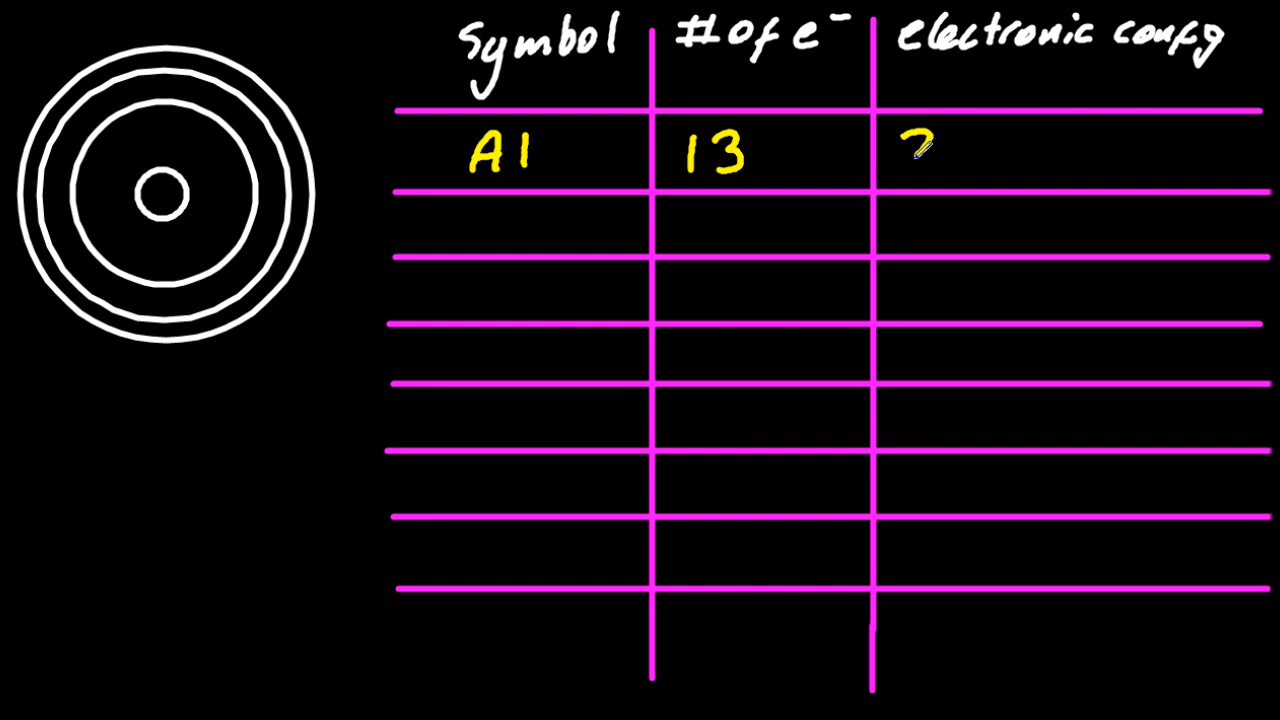 symbol # of e⁻ electronic config
Al 13